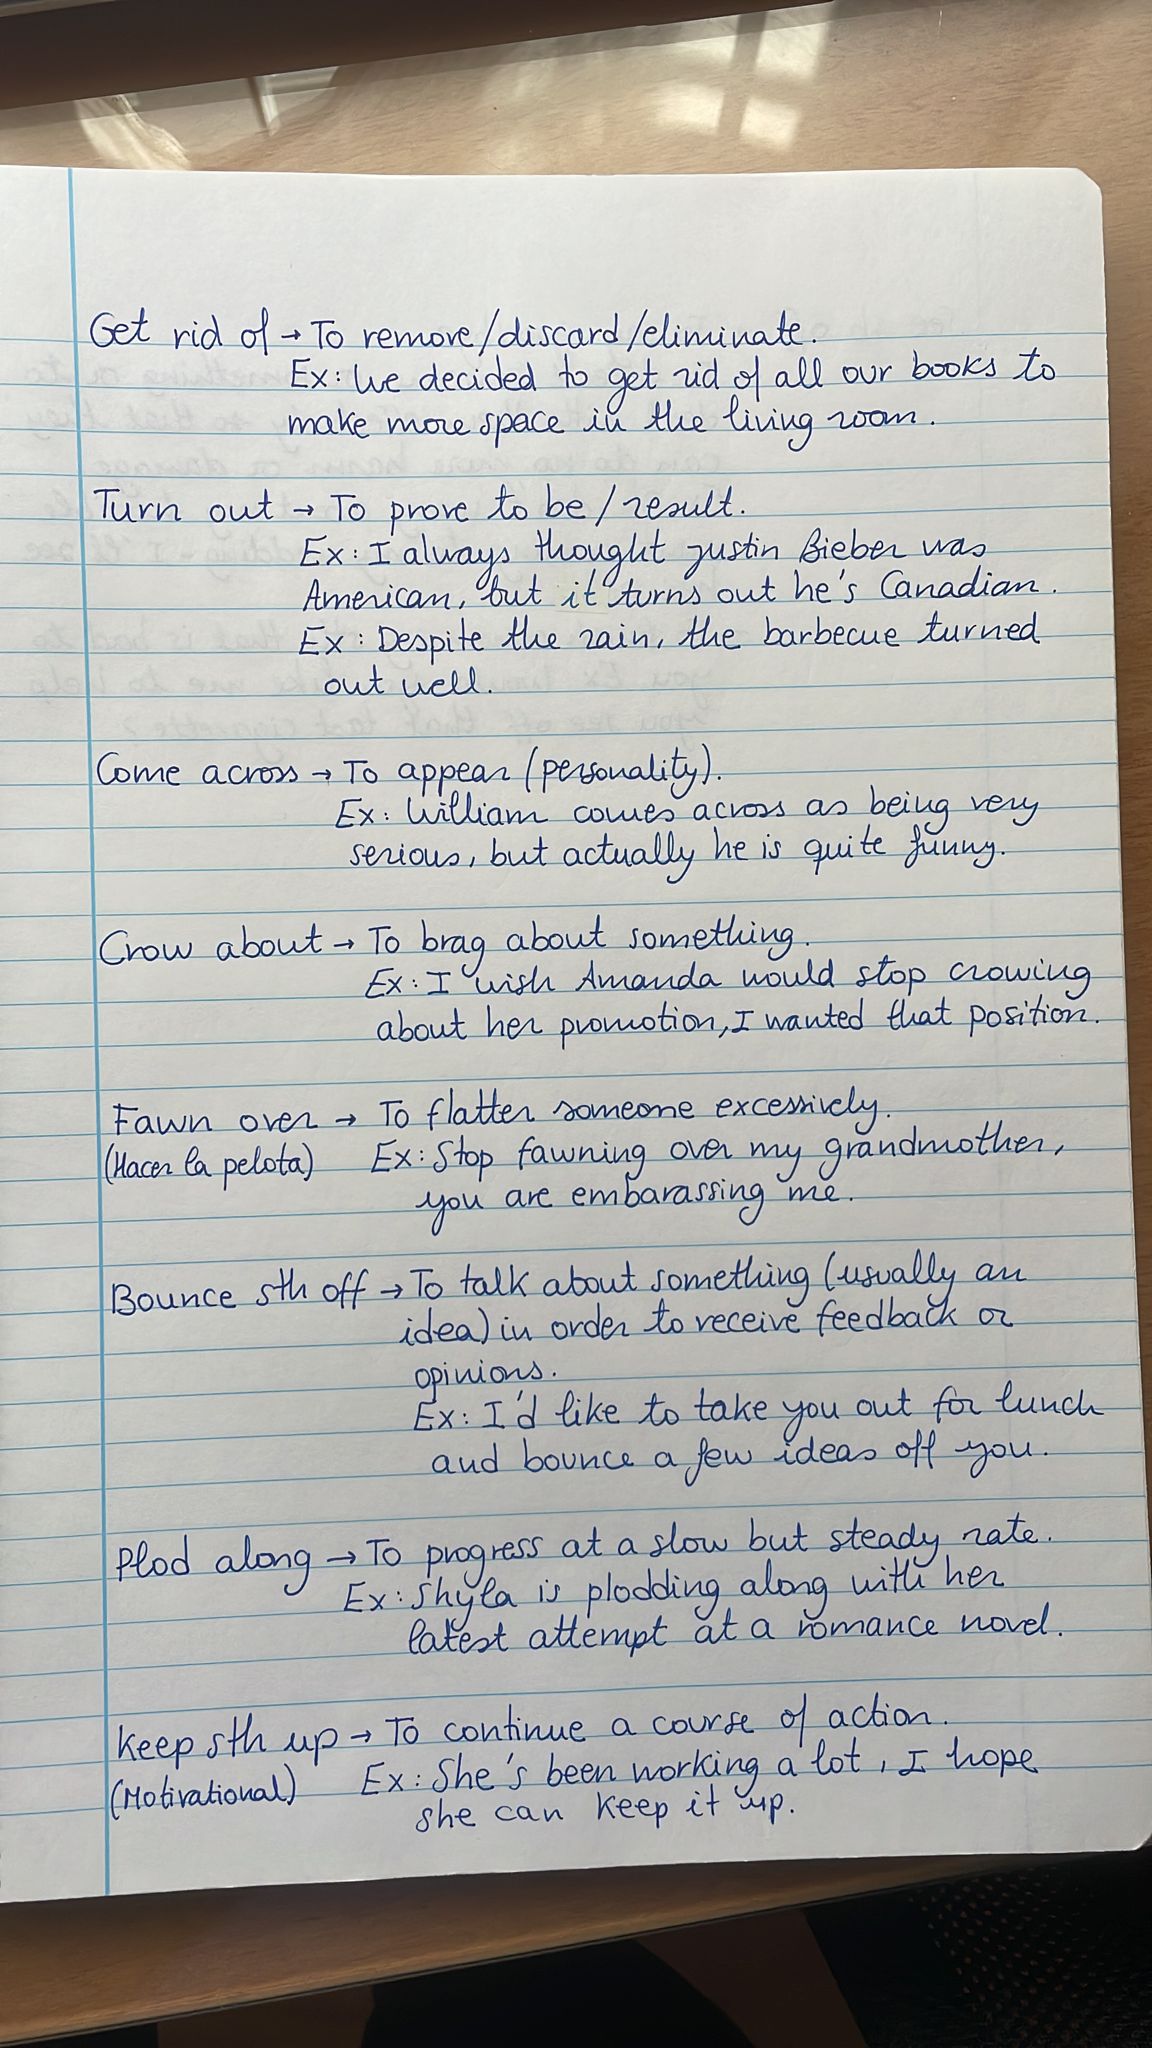 Get rid of → To remove/discard/eliminate.
Ex: We decided to get rid of all our books to
make more space in the living room.
Turn out → To prove to be/result.
Ex: I always thought Justin Bieber was
American, but it turns out he's Canadian.
Ex: Despite the rain, the barbecue turned
out well.
Come across → To appear (personality).
Ex: William comes across as being very
serious, but actually he is quite funny.
Crow about → To brag about something.
Ex: I wish Amanda would stop crowing
about her promotion, I wanted that position.
Fawn over → To flatter someone excessively.
(Hacer la pelota) Ex: Stop fawning over my grandmother,
you are embarassing me.
Bounce sth off → To talk about something (usually an
idea) in order to receive feedback or
opinions.
Ex: I'd like to take you out for lunch
and bounce a few ideas off you.
Plod along → To progress at a slow but steady rate.
Ex: Shyla is plodding along with her
latest attempt at a romance novel.
Keep sth up → To continue a course of action.
(Motivational) Ex: She's been working a lot, I hope
she can keep it up.